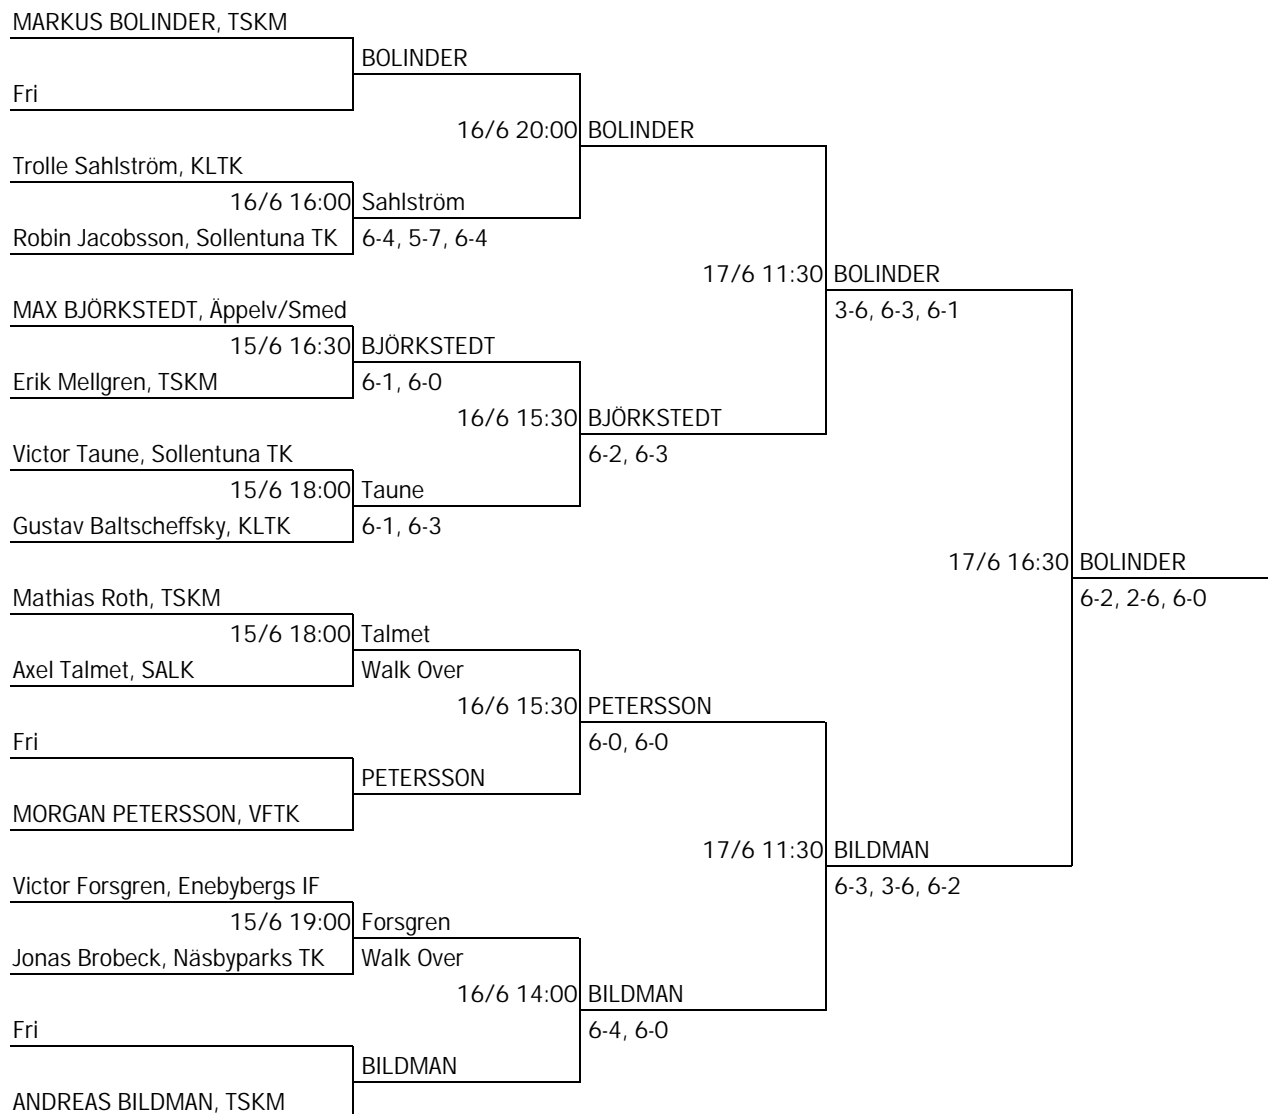 MARKUS BOLINDER, TSKM
BOLINDER
Fri
16/6 20:00 BOLINDER
Trolle Sahlström, KLTK
16/6 16:00 Sahlström
Robin Jacobsson, Sollentuna TK 6-4, 5-7, 6-4
17/6 11:30 BOLINDER
MAX BJÖRKSTEDT, Äppelv/Smed 3-6, 6-3, 6-1
15/6 16:30 BJÖRKSTEDT
Erik Mellgren, TSKM 6-1, 6-0
16/6 15:30 BJÖRKSTEDT
Victor Taune, Sollentuna TK 6-2, 6-3
15/6 18:00 Taune
Gustav Baltscheffsky, KLTK 6-1, 6-3
17/6 16:30 BOLINDER
Mathias Roth, TSKM 6-2, 2-6, 6-0
15/6 18:00 Talmet
Axel Talmet, SALK Walk Over
16/6 15:30 PETERSSON
Fri 6-0, 6-0
PETERSSON
MORGAN PETERSSON, VFTK
17/6 11:30 BILDMAN
Victor Forsgren, Enebybergs IF 6-3, 3-6, 6-2
15/6 19:00 Forsgren
Jonas Brobeck, Näsbyparks TK Walk Over
16/6 14:00 BILDMAN
Fri 6-4, 6-0
BILDMAN
ANDREAS BILDMAN, TSKM